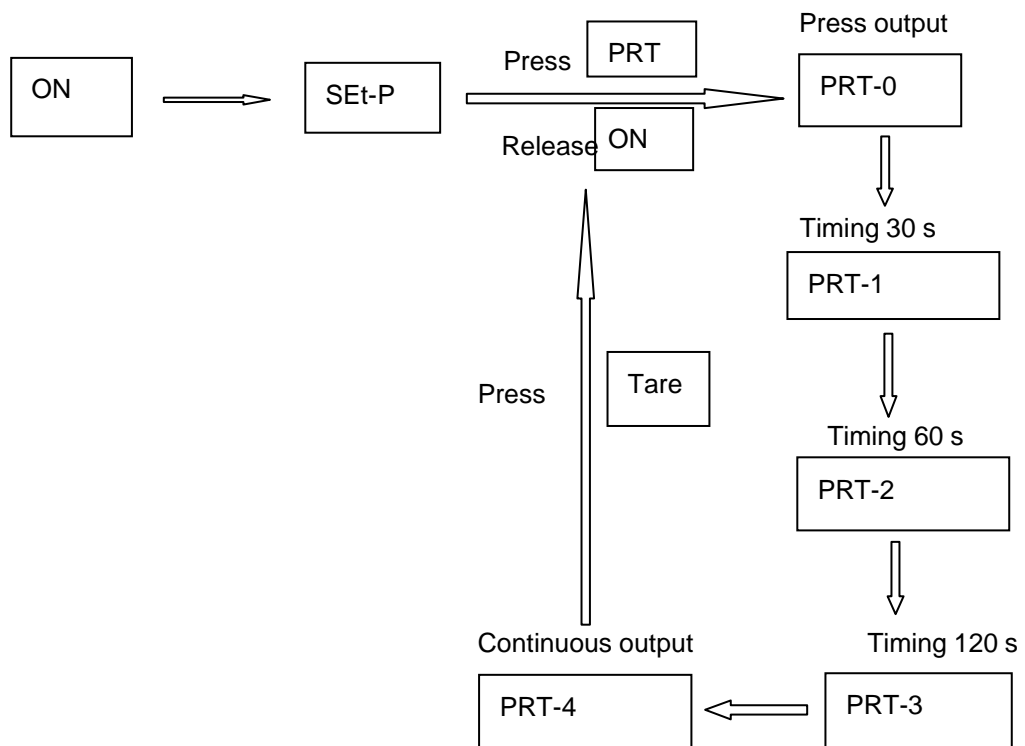 ON
SEt-P
Press
PRT
Release
ON
Press output
PRT-0
Timing 30 s
PRT-1
Timing 60 s
PRT-2
Timing 120 s
PRT-3
Continuous output
PRT-4
Press
Tare